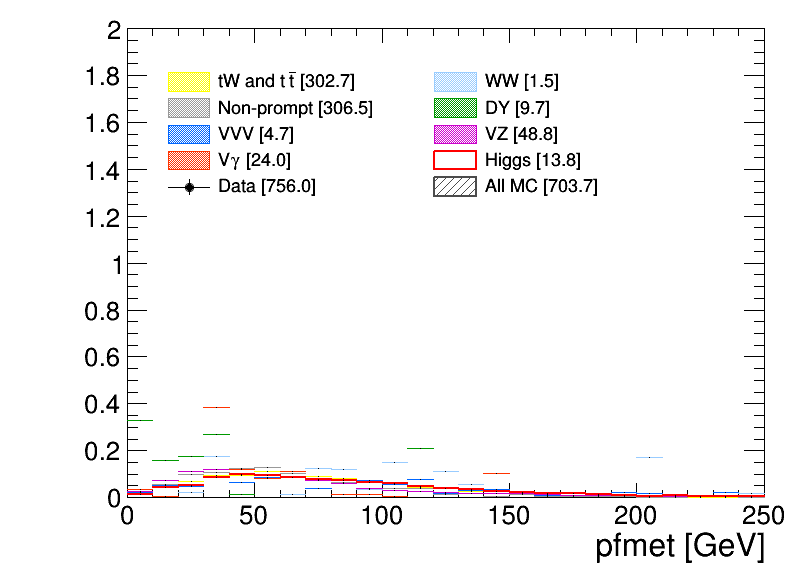 2
1.8
1.6
1.4
1.2
1
0.8
0.6
0.4
0.2
0
tW and t t̄ [302.7]
Non-prompt [306.5]
VVV [4.7]
Vγ [24.0]
Data [756.0]
WW [1.5]
DY [9.7]
VZ [48.8]
Higgs [13.8]
All MC [703.7]
0 50 100 150 200 250
pfmet [GeV]